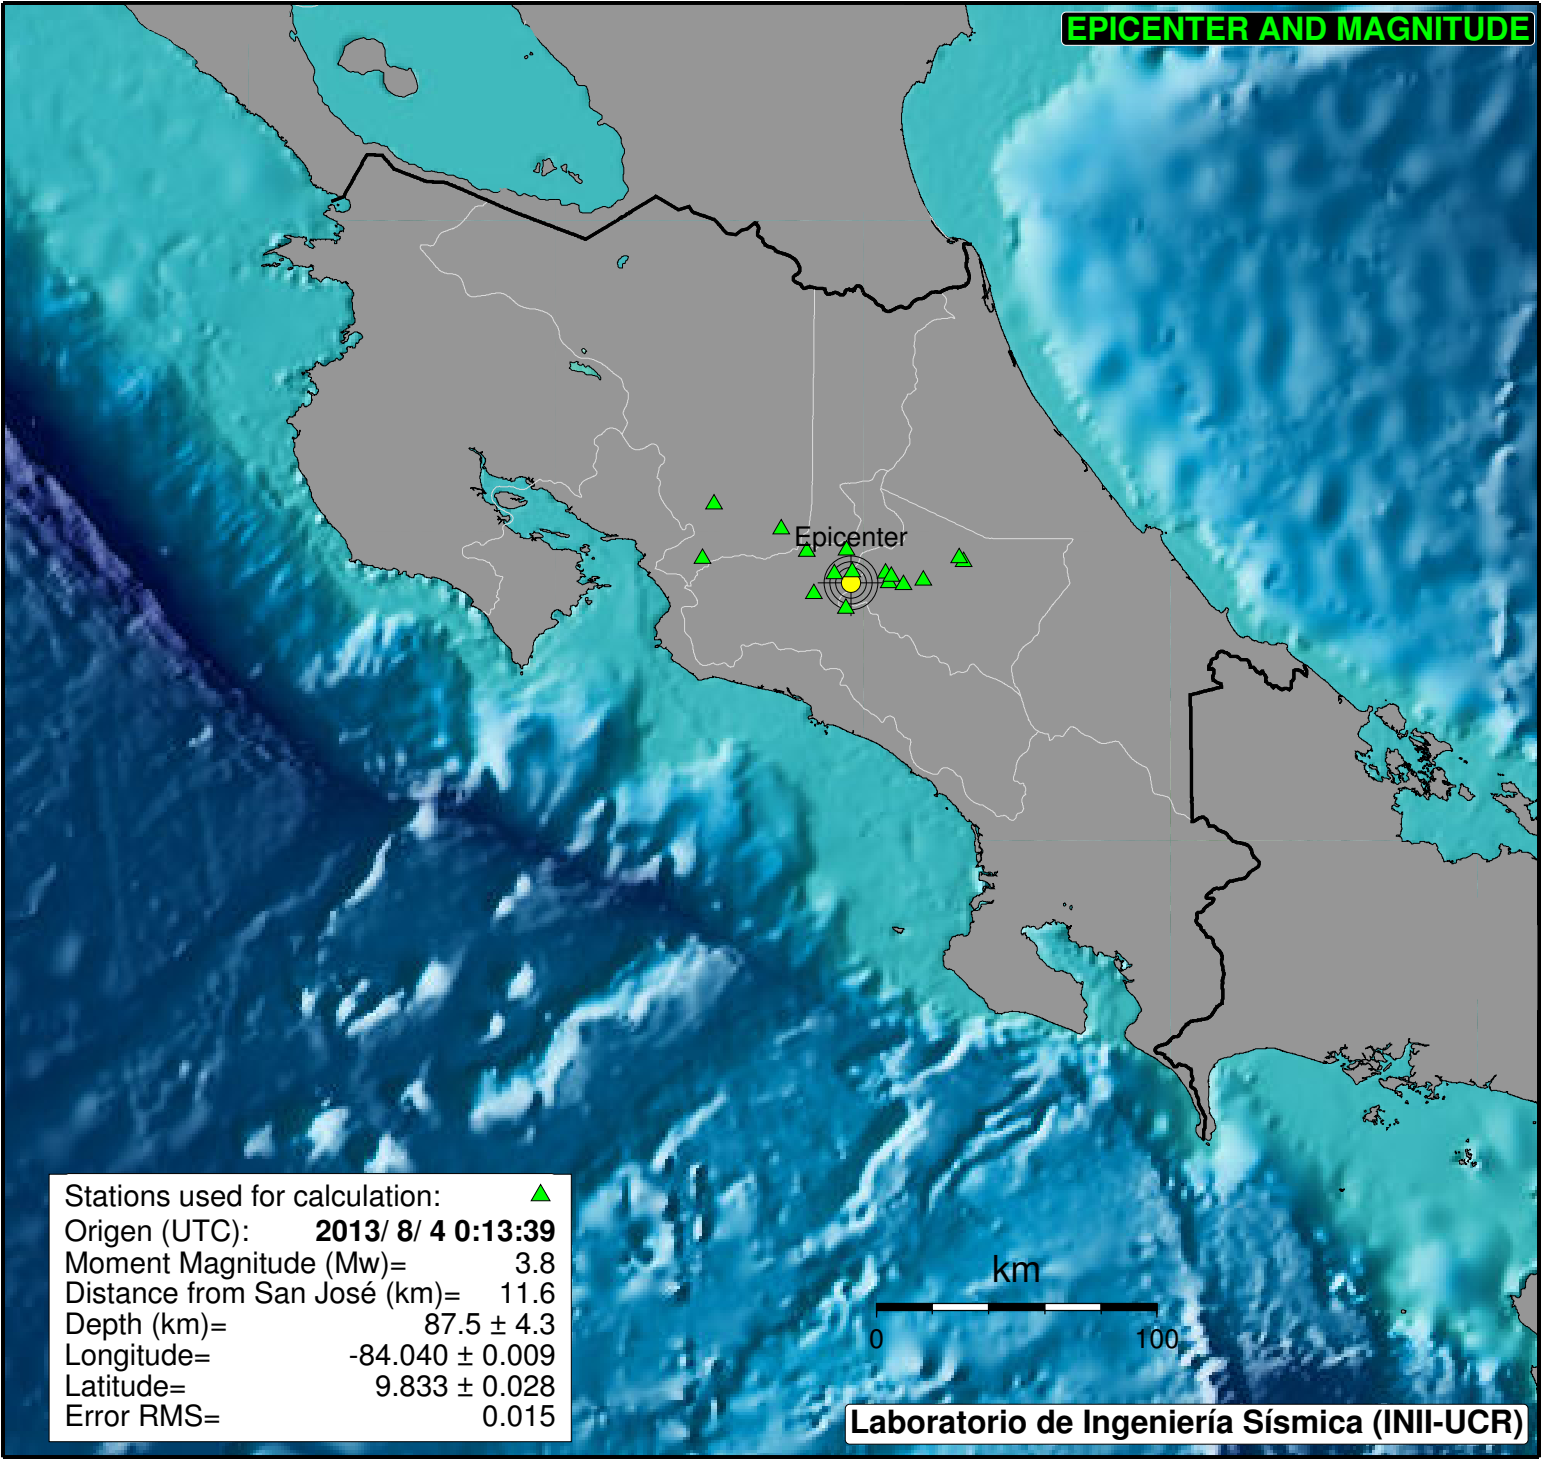 EPICENTER AND MAGNITUDE
Epicenter
Stations used for calculation:
Origen (UTC): 2013/ 8/ 4 0:13:39
Moment Magnitude (Mw)= 3.8
Distance from San José (km)= 11.6
Depth (km)= 87.5 ± 4.3
Longitude= -84.040 ± 0.009
Latitude= 9.833 ± 0.028
Error RMS= 0.015
km
0 100
Laboratorio de Ingeniería Sísmica (INII-UCR)